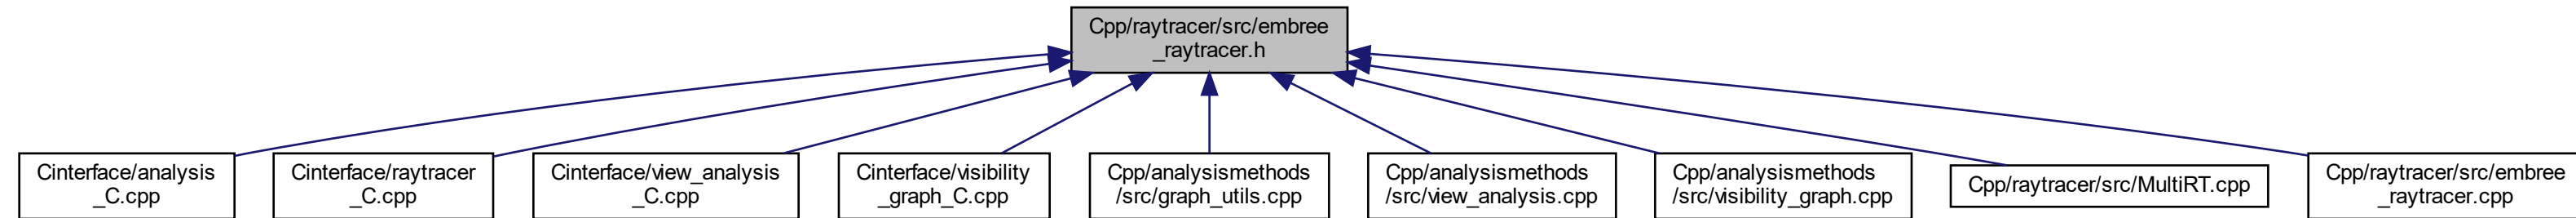 Cpp/raytracer/src/embree
_raytracer.h
Cinterface/analysis
_C.cpp
Cinterface/raytracer
_C.cpp
Cinterface/view_analysis
_C.cpp
Cinterface/visibility
_graph_C.cpp
Cpp/analysismethods
/src/graph_utils.cpp
Cpp/analysismethods
/src/view_analysis.cpp
Cpp/analysismethods
/src/visibility_graph.cpp
Cpp/raytracer/src/MultiRT.cpp
Cpp/raytracer/src/embree
_raytracer.cpp